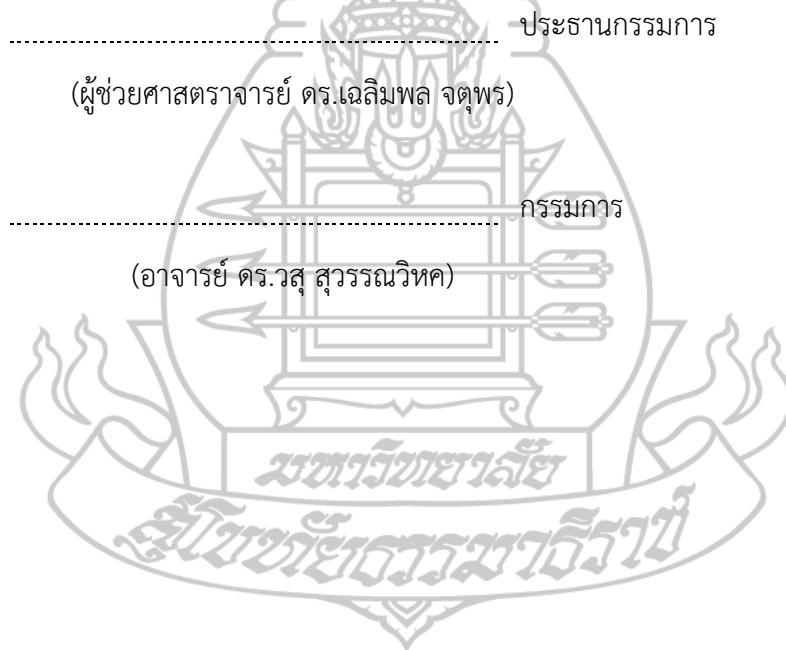 ประธานกรรมการ
(ผู้ช่วยศาสตราจารย์ ดร.เฉลิมพล จตุพร)
กรรมการ
(อาจารย์ ดร.วสุ สุวรรณวิหค)
มหาวิทยาลัย
สุโขทัยธรรมาธิราช